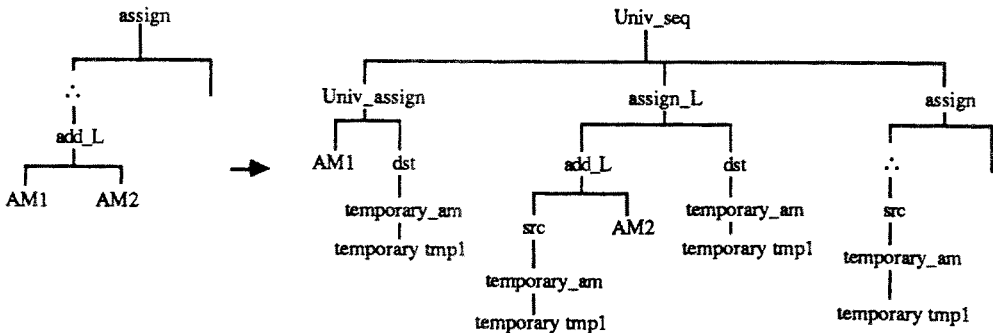 assign
Univ_seq
∴
Univ_assign
assign_L
assign
add_L
AM1
dst
add_L
dst
∴
AM1 AM2
temporary_am
src
AM2
temporary_am
src
temporary tmp1
temporary tmp1
temporary_am
temporary_am
temporary tmp1
temporary tmp1